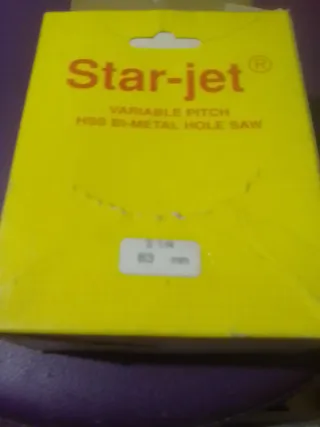 Star-jet®
VARIABLE PITCH
HSS BI-METAL HOLE SAW
3 1/4
83 mm